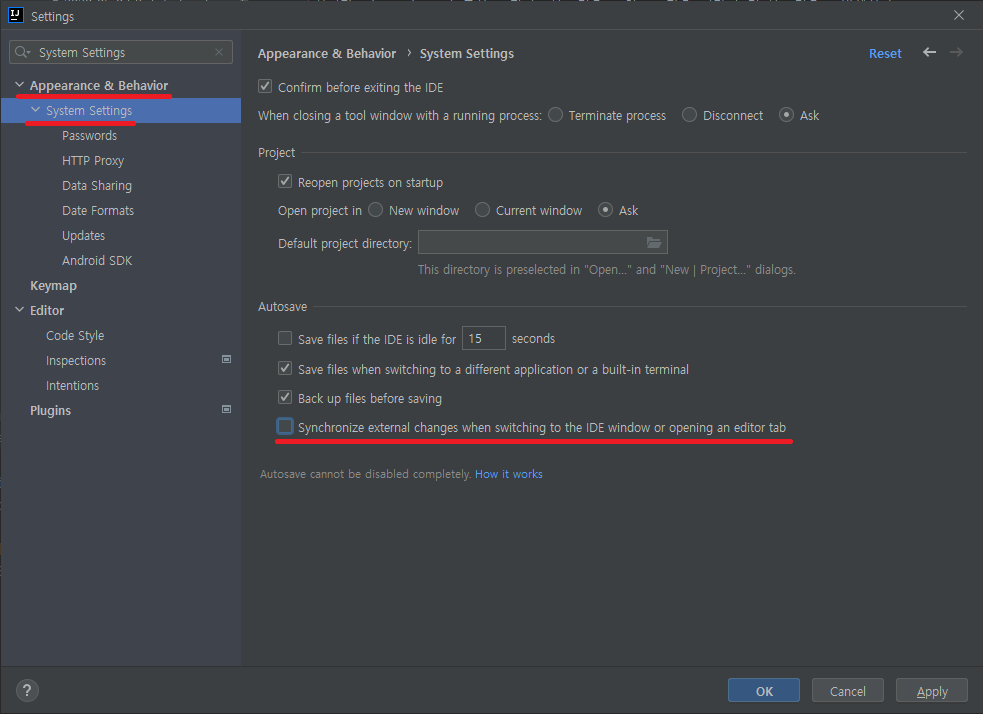 IJ
Settings
System Settings
Appearance & Behavior
System Settings
Passwords
HTTP Proxy
Data Sharing
Date Formats
Updates
Android SDK
Keymap
Editor
Code Style
Inspections
Intentions
Plugins
Appearance & Behavior › System Settings
Reset
Confirm before exiting the IDE
When closing a tool window with a running process: Terminate process Disconnect Ask
Project
Reopen projects on startup
Open project in New window Current window Ask
Default project directory:
This directory is preselected in "Open..." and "New | Project..." dialogs.
Autosave
Save files if the IDE is idle for 15 seconds
Save files when switching to a different application or a built-in terminal
Back up files before saving
Synchronize external changes when switching to the IDE window or opening an editor tab
Autosave cannot be disabled completely. How it works
?
OK Cancel Apply